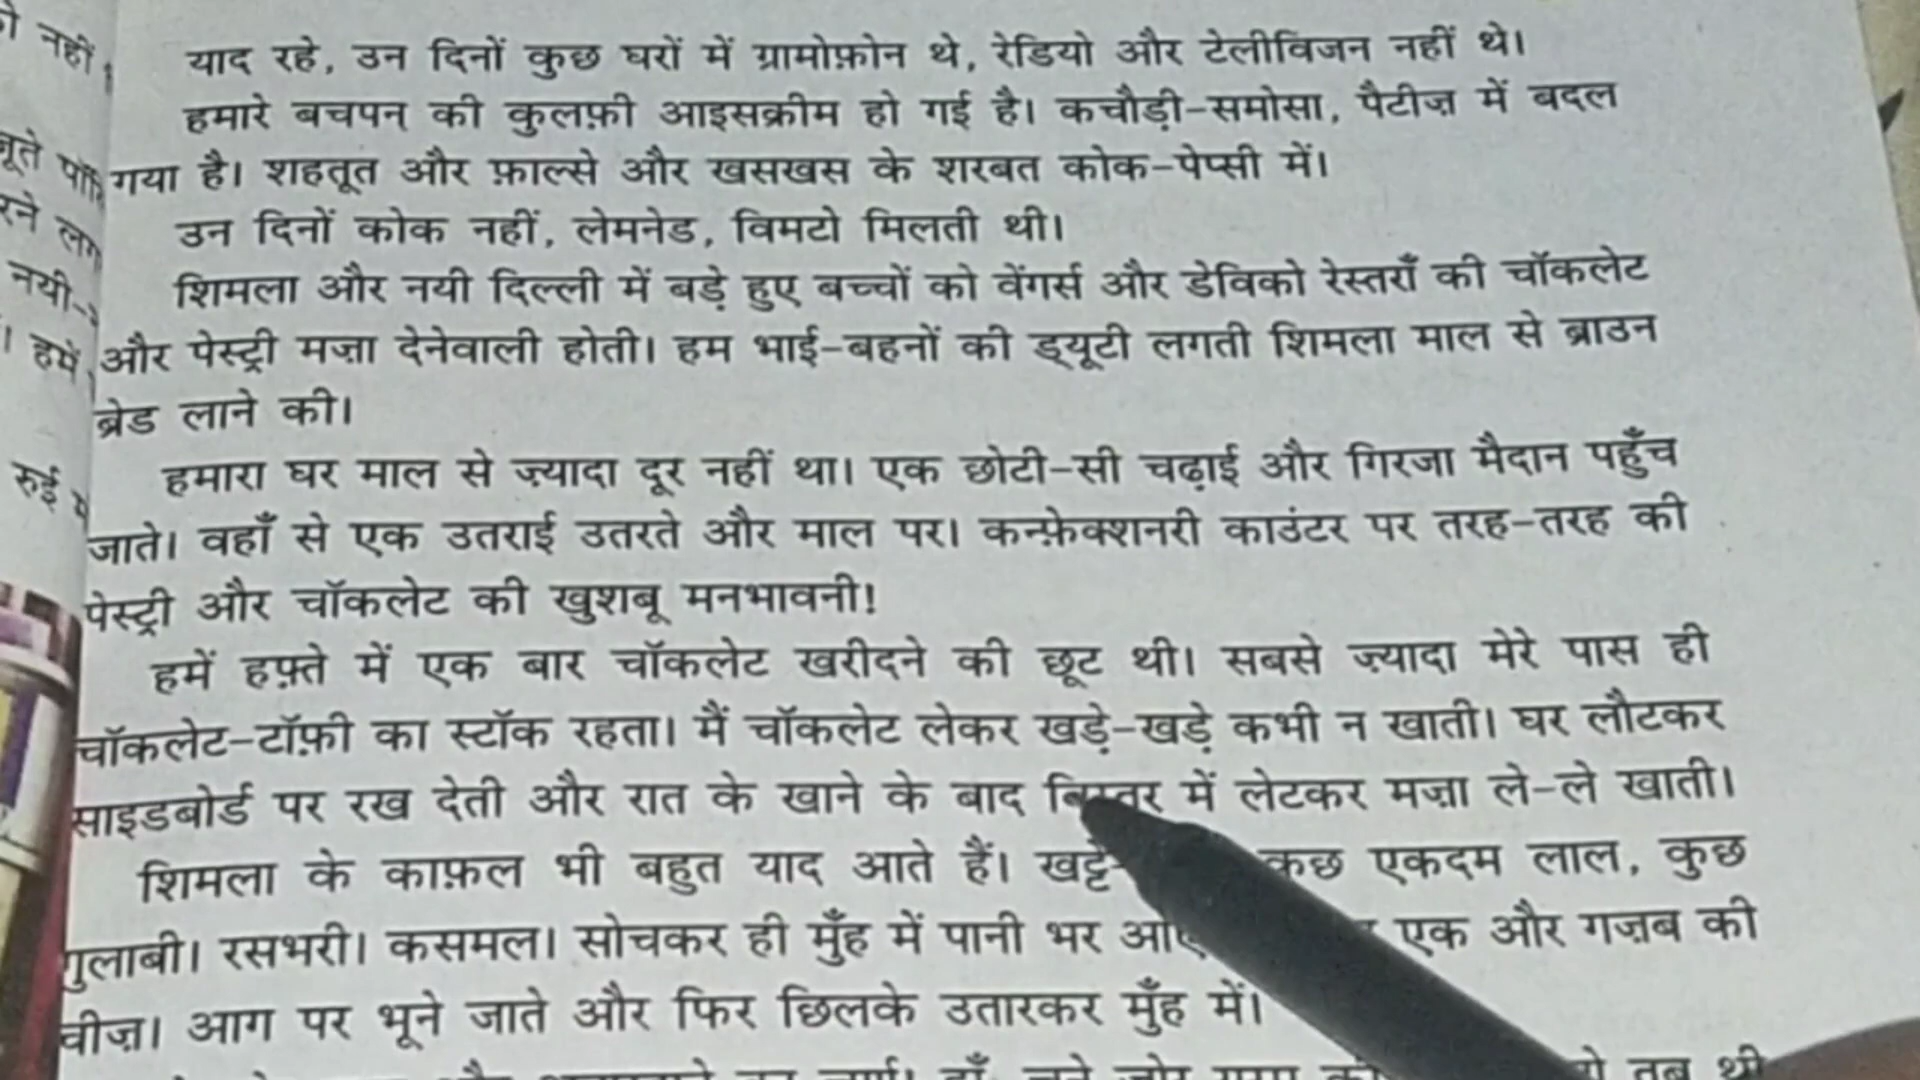 याद रहे, उन दिनों कुछ घरों में ग्रामोफ़ोन थे, रेडियो और टेलीविजन नहीं थे।
हमारे बचपन की कुलफ़ी आइसक्रीम हो गई है। कचौड़ी-समोसा, पैटीज़ में बदल
गया है। शहतूत और फ़ाल्से और खसखस के शरबत कोक-पेप्सी में।
उन दिनों कोक नहीं, लेमनेड, विमटो मिलती थी।
शिमला और नयी दिल्ली में बड़े हुए बच्चों को वेंगर्स और डेविको रेस्तराँ की चॉकलेट
और पेस्ट्री मज़ा देनेवाली होती। हम भाई-बहनों की ड्यूटी लगती शिमला माल से ब्राउन
ब्रेड लाने की।
हमारा घर माल से ज़्यादा दूर नहीं था। एक छोटी-सी चढ़ाई और गिरजा मैदान पहुँच
जाते। वहाँ से एक उतराई उतरते और माल पर। कन्फ़ेक्शनरी काउंटर पर तरह-तरह की
पेस्ट्री और चॉकलेट की खुशबू मनभावनी!
हमें हफ़्ते में एक बार चॉकलेट खरीदने की छूट थी। सबसे ज़्यादा मेरे पास ही
चॉकलेट-टॉफ़ी का स्टॉक रहता। मैं चॉकलेट लेकर खड़े-खड़े कभी न खाती। घर लौटकर
साइडबोर्ड पर रख देती और रात के खाने के बाद बिस्तर में लेटकर मज़ा ले-ले खाती।
शिमला के काफ़ल भी बहुत याद आते हैं। खट्टे- कुछ एकदम लाल, कुछ
गुलाबी। रसभरी। कसमल। सोचकर ही मुँह में पानी भर एक और गज़ब की
चीज़। आग पर भूने जाते और फिर छिलके उतारकर मुँह में।
तब थी